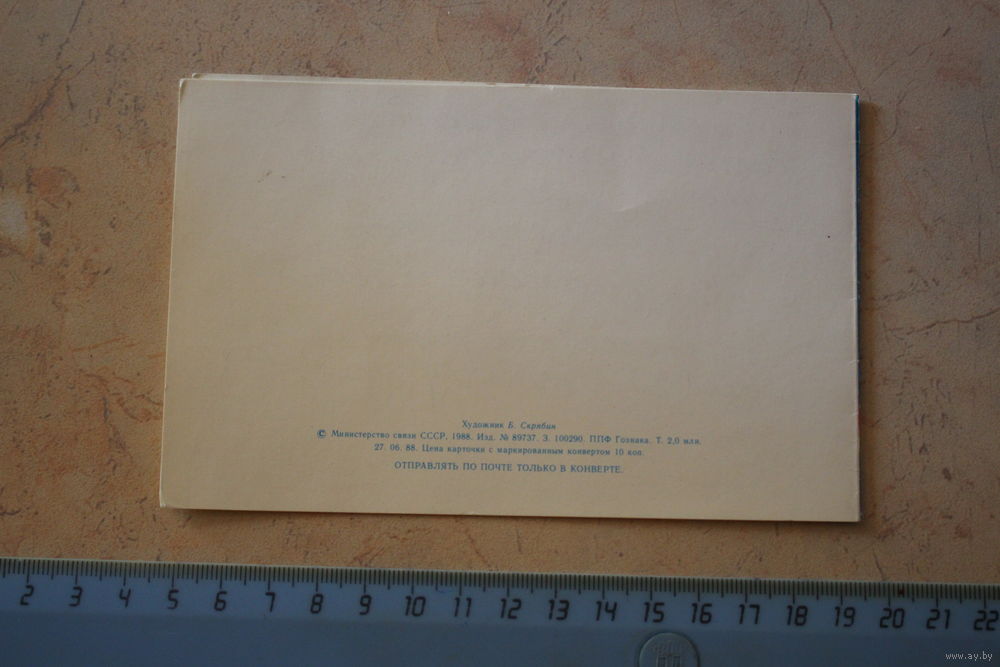 Художник Б. Скрябин
© Министерство связи СССР, 1988. Изд. № 89737. З. 100290. ППФ Гознака. Т. 2,0 млн.
27. 06. 88. Цена карточки с маркированным конвертом 10 коп.
ОТПРАВЛЯТЬ ПО ПОЧТЕ ТОЛЬКО В КОНВЕРТЕ.
2 3 4 5 6 7 8 9 10 11 12 13 14 15 16 17 18 19 20 21 22
www.ay.by